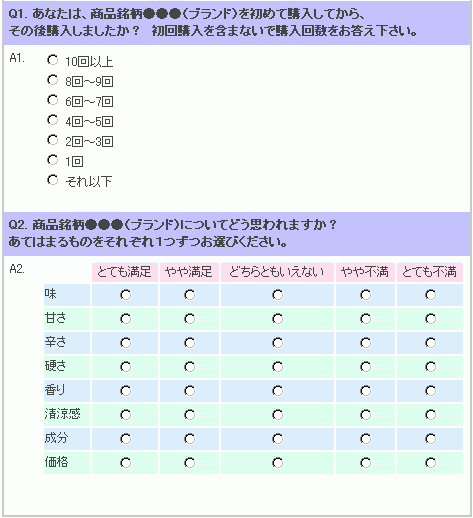 Q1. あなたは、商品銘柄●●●(ブランド)を初めて購入してから、
その後購入しましたか？　初回購入を含まないで購入回数をお答え下さい。
A1.
10回以上
8回～9回
6回～7回
4回～5回
2回～3回
1回
それ以下
Q2. 商品銘柄●●●(ブランド)についてどう思われますか？
あてはまるものをそれぞれ1つずつお選びください。
A2.
とても満足 やや満足 どちらともいえない やや不満 とても不満
味
甘さ
辛さ
硬さ
香り
清涼感
成分
価格